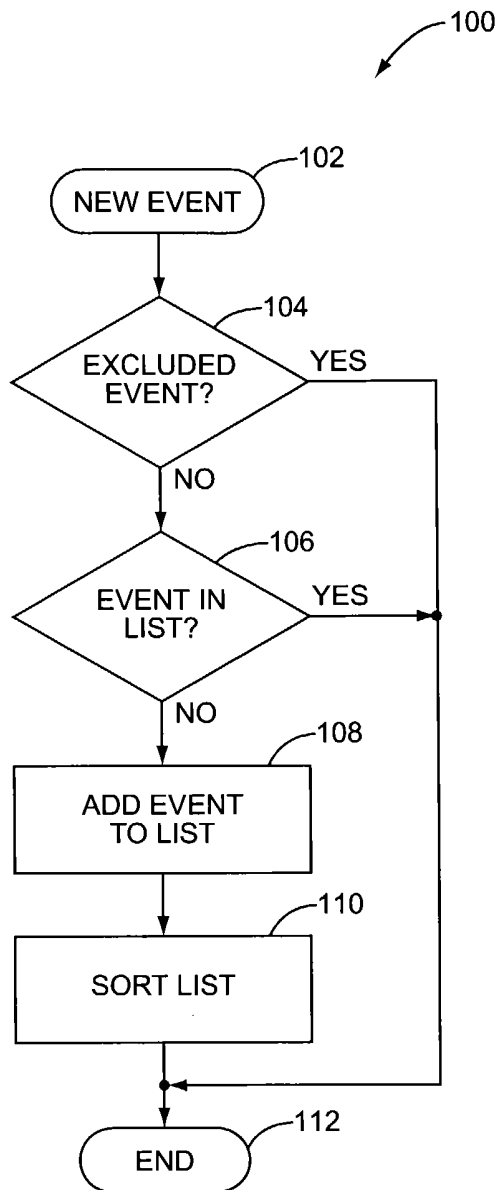 100
102
NEW EVENT
104
EXCLUDED
EVENT?
YES
NO
106
EVENT IN
LIST?
YES
NO
108
ADD EVENT
TO LIST
110
SORT LIST
END
112